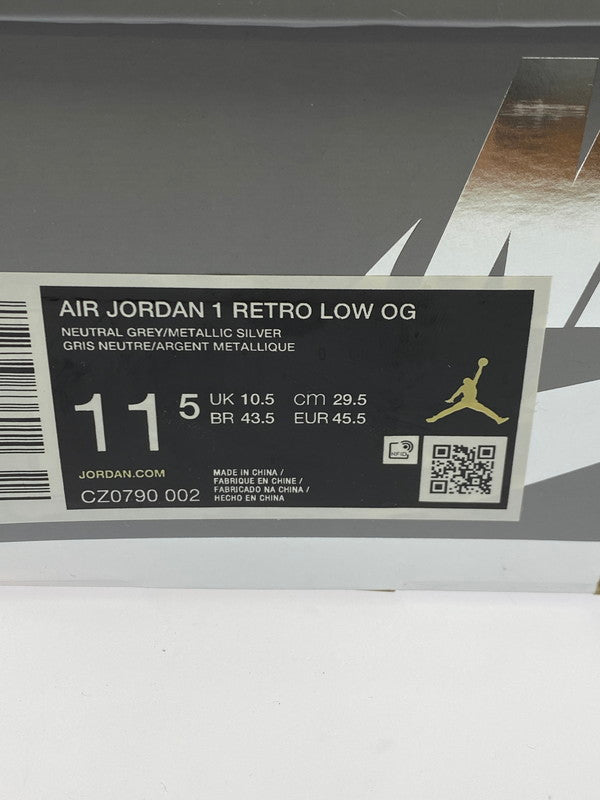 AIR JORDAN 1 RETRO LOW OG
NEUTRAL GREY/METALLIC SILVER
GRIS NEUTRE/ARGENT METALLIQUE
11 5
UK 10.5 CM 29.5
BR 43.5 EUR 45.5
RFID
JORDAN.COM
CZ0790 002
MADE IN CHINA /
FABRIQUE EN CHINE /
FABRICADO NA CHINA /
HECHO EN CHINA